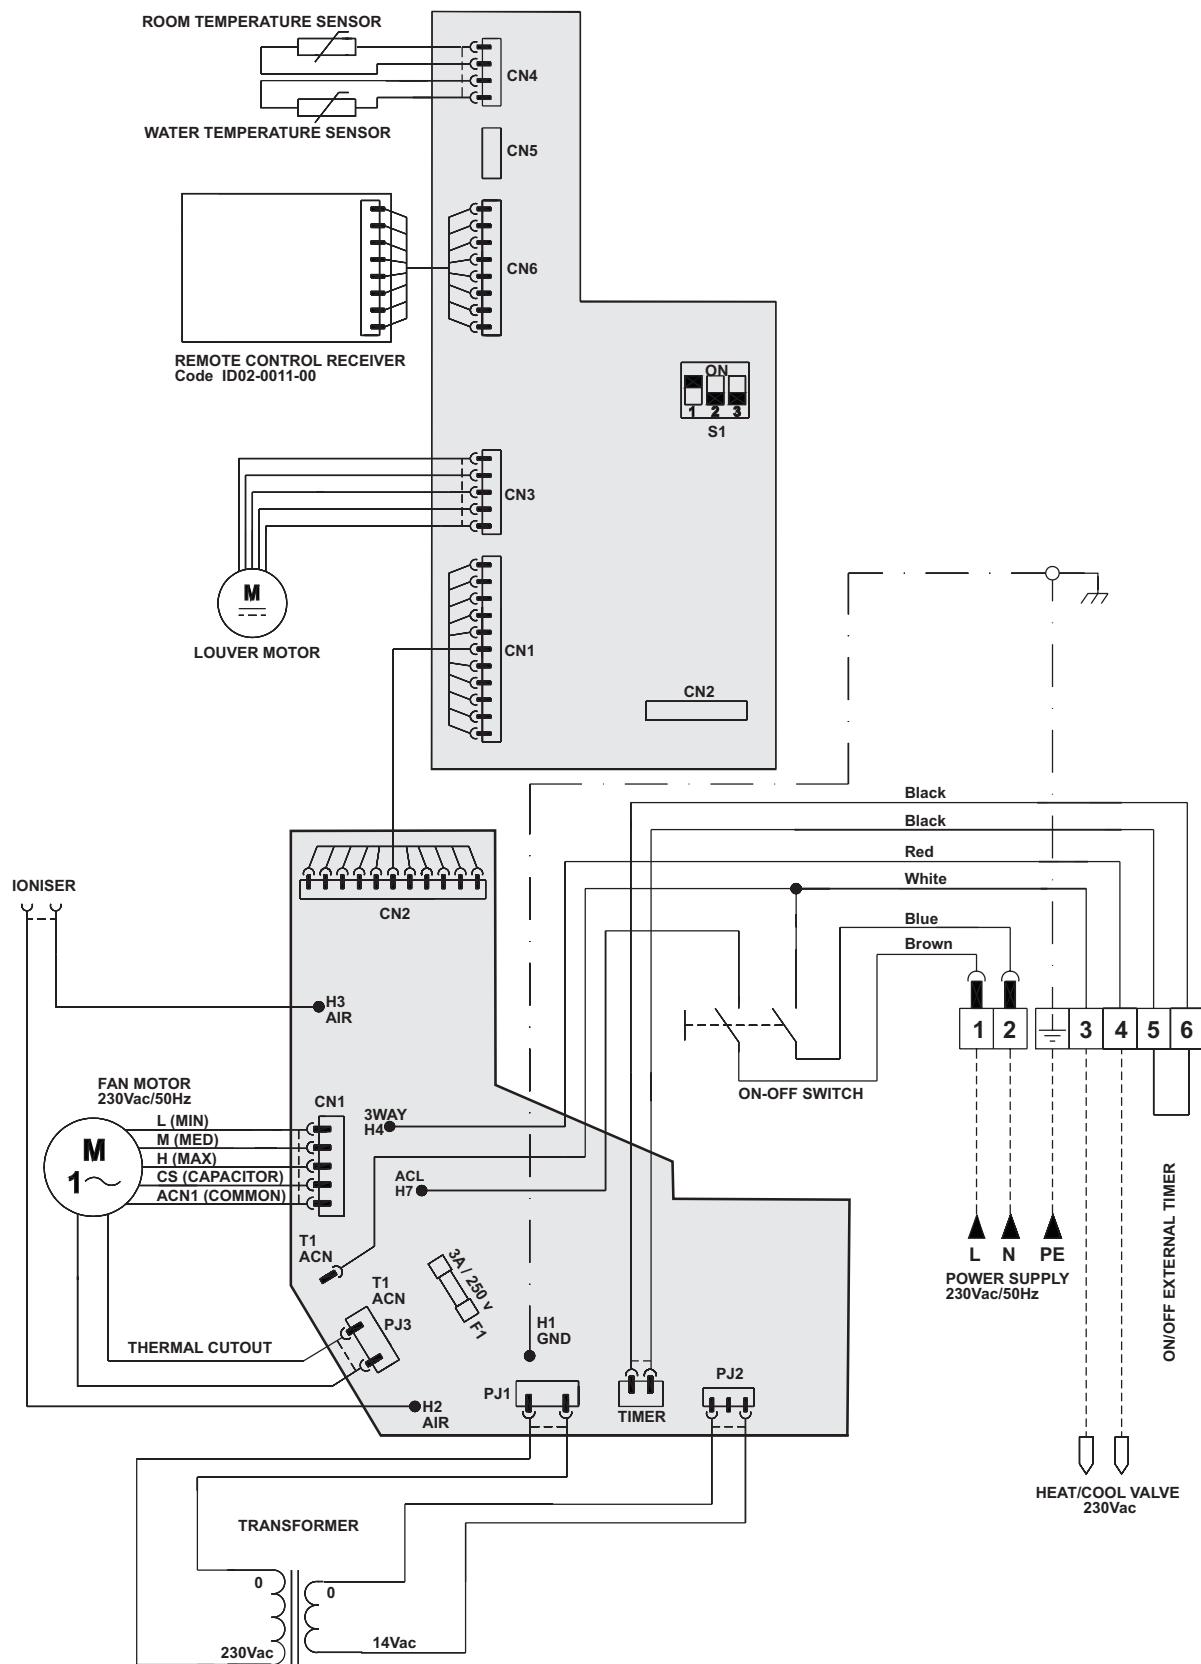 ROOM TEMPERATURE SENSOR
CN4
WATER TEMPERATURE SENSOR
CN5
CN6
REMOTE CONTROL RECEIVER
Code ID02-0011-00
ON
1 2 3
S1
CN3
M
LOUVER MOTOR
CN1
CN2
Black
Black
Red
White
Blue
Brown
IONISER
CN2
H3
AIR
1 2 3 4 5 6
ON-OFF SWITCH
FAN MOTOR
230Vac/50Hz
CN1
L (MIN)
M (MED)
H (MAX)
CS (CAPACITOR)
ACN1 (COMMON)
M
1
3WAY
H4
ACL
H7
T1
ACN
T1
ACN
PJ3
3A / 250 v
F1
H1
GND
THERMAL CUTOUT
H2
AIR
PJ1
TIMER
PJ2
L N PE
POWER SUPPLY
230Vac/50Hz
ON/OFF EXTERNAL TIMER
HEAT/COOL VALVE
230Vac
TRANSFORMER
0
0
230Vac
14Vac